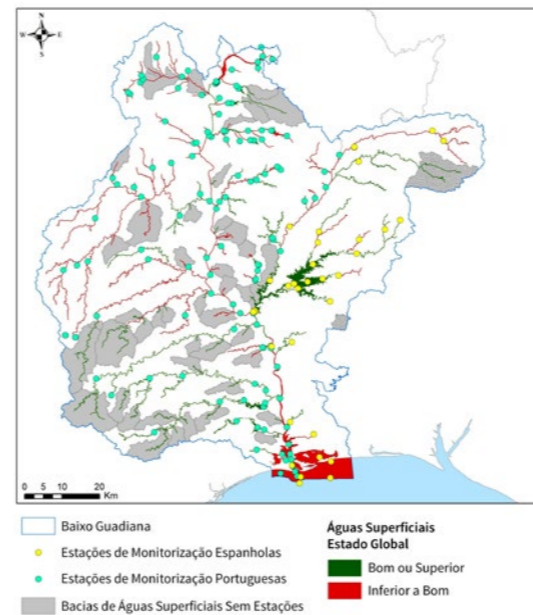 N
W E
S
0 5 10 20
Km
Baixo Guadiana
Estações de Monitorização Espanholas
Estações de Monitorização Portuguesas
Bacias de Águas Superficiais Sem Estações
Águas Superficiais
Estado Global
Bom ou Superior
Inferior a Bom